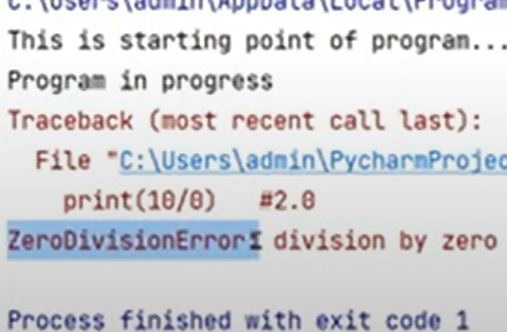 C:\Users\admin\AppData\Local\Program
This is starting point of program...
Program in progress
Traceback (most recent call last):
File "C:\Users\admin\PycharmProjec
print(10/0) #2.0
ZeroDivisionError: division by zero
Process finished with exit code 1